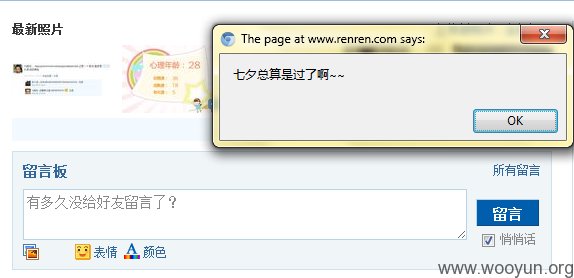 最新照片
The page at www.renren.com says:
七夕总算是过了啊~~
OK
心理年龄：28
留言板
所有留言
有多久没给好友留言了？
留言
表情
颜色
悄悄话
www.wooyun.org